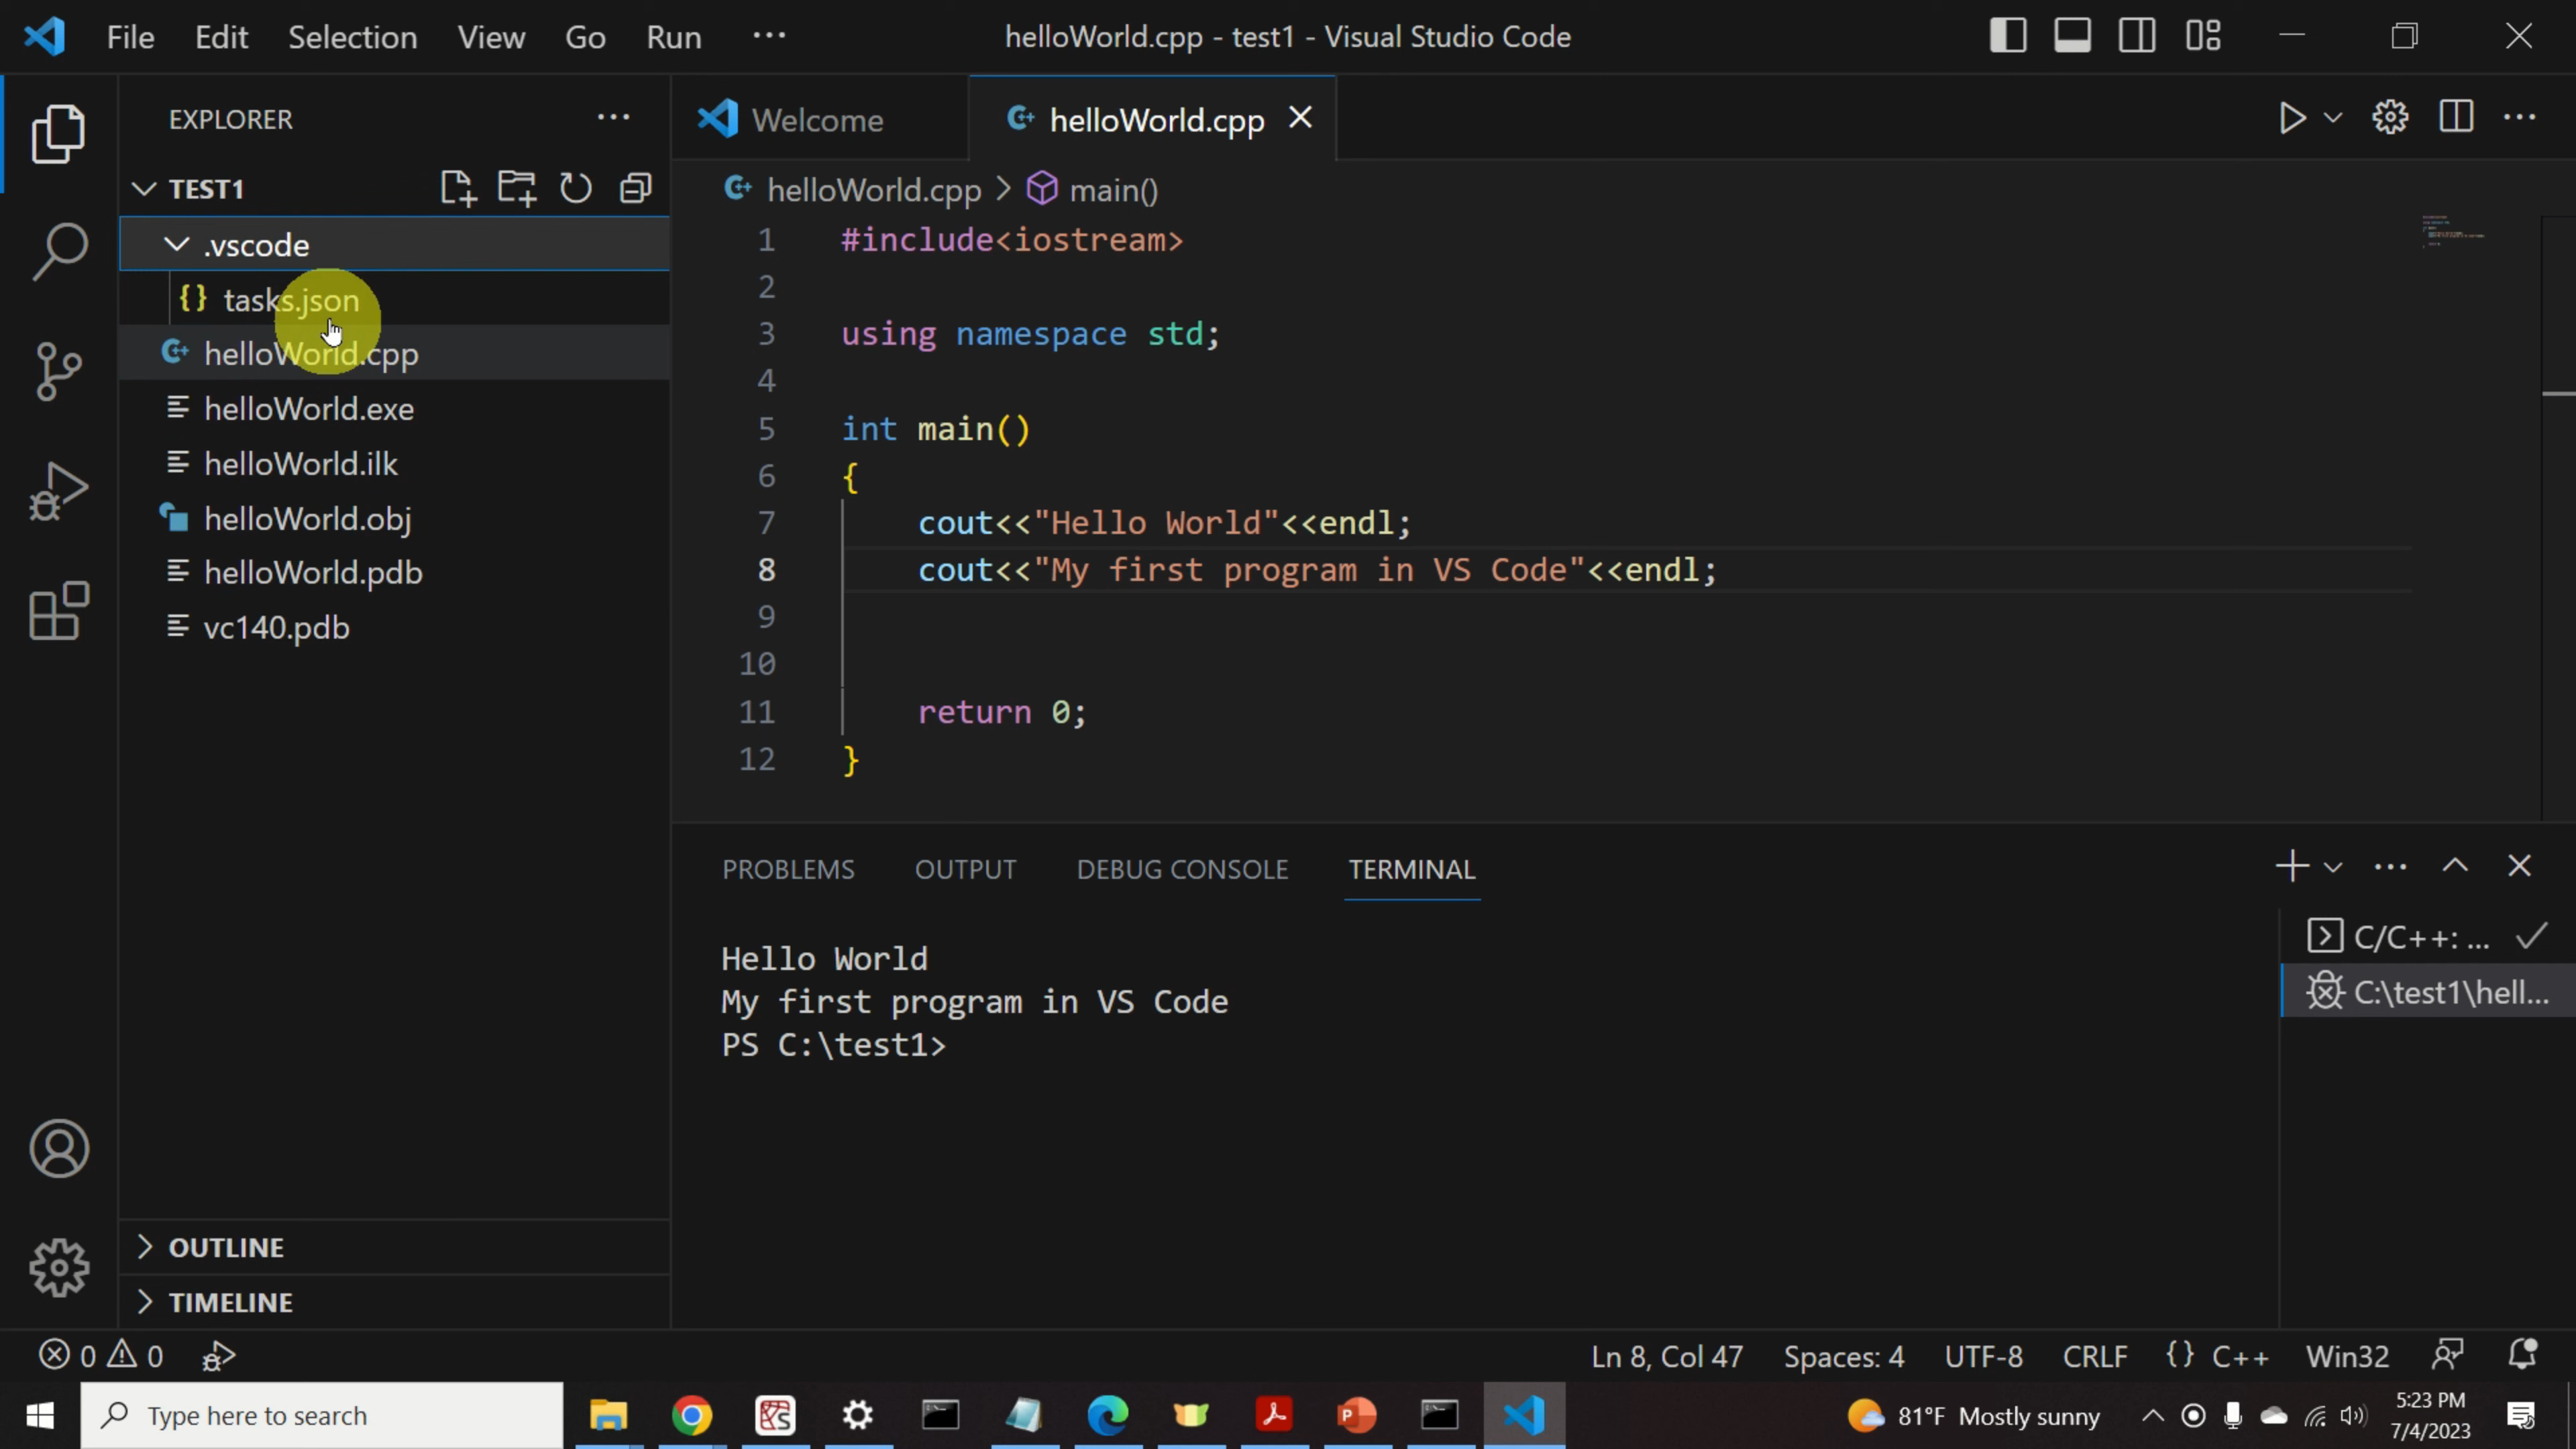 File Edit Selection View Go Run ··· helloWorld.cpp - test1 - Visual Studio Code
EXPLORER ···
TEST1
.vscode
{} tasks.json
helloWorld.cpp
helloWorld.exe
helloWorld.ilk
helloWorld.obj
helloWorld.pdb
vc140.pdb
OUTLINE
TIMELINE
Welcome helloWorld.cpp
helloWorld.cpp > main()
1 #include<iostream>
2
3 using namespace std;
4
5 int main()
6 {
7 cout<<"Hello World"<<endl;
8 cout<<"My first program in VS Code"<<endl;
9
10
11 return 0;
12 }
PROBLEMS OUTPUT DEBUG CONSOLE TERMINAL
Hello World
My first program in VS Code
PS C:\test1>
C/C++: ...
C:\test1\hell...
0 0 Ln 8, Col 47 Spaces: 4 UTF-8 CRLF {} C++ Win32
Type here to search
81°F Mostly sunny
5:23 PM
7/4/2023